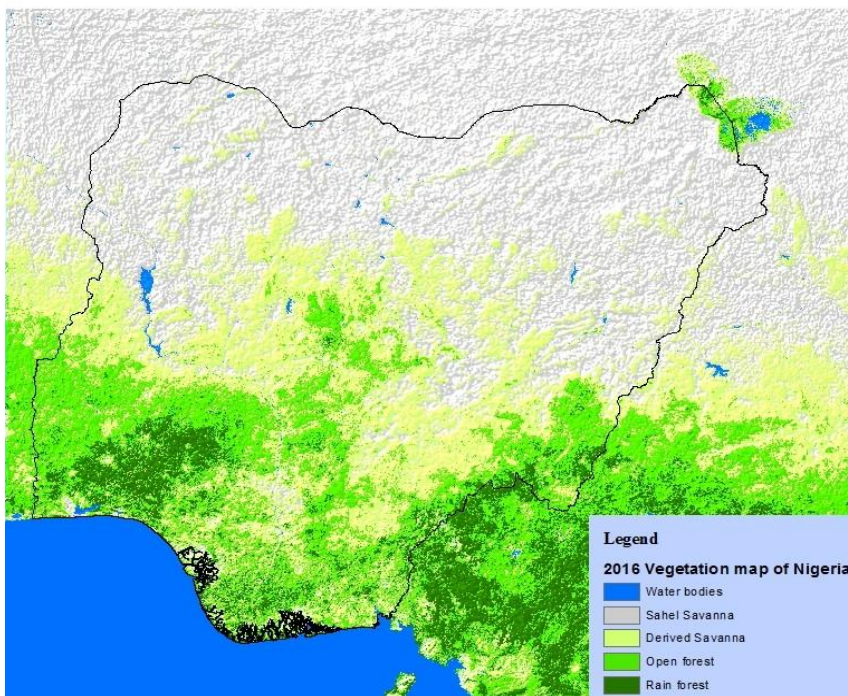 Legend
2016 Vegetation map of Nigeria
Water bodies
Sahel Savanna
Derived Savanna
Open forest
Rain forest